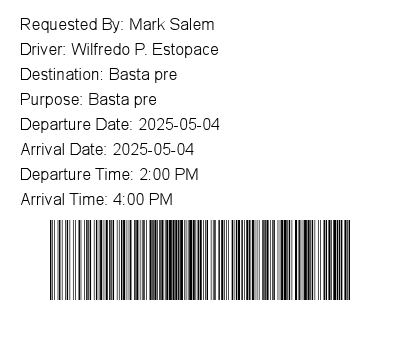 Requested By: Mark Salem
Driver: Wilfredo P. Estopace
Destination: Basta pre
Purpose: Basta pre
Departure Date: 2025-05-04
Arrival Date: 2025-05-04
Departure Time: 2:00 PM
Arrival Time: 4:00 PM